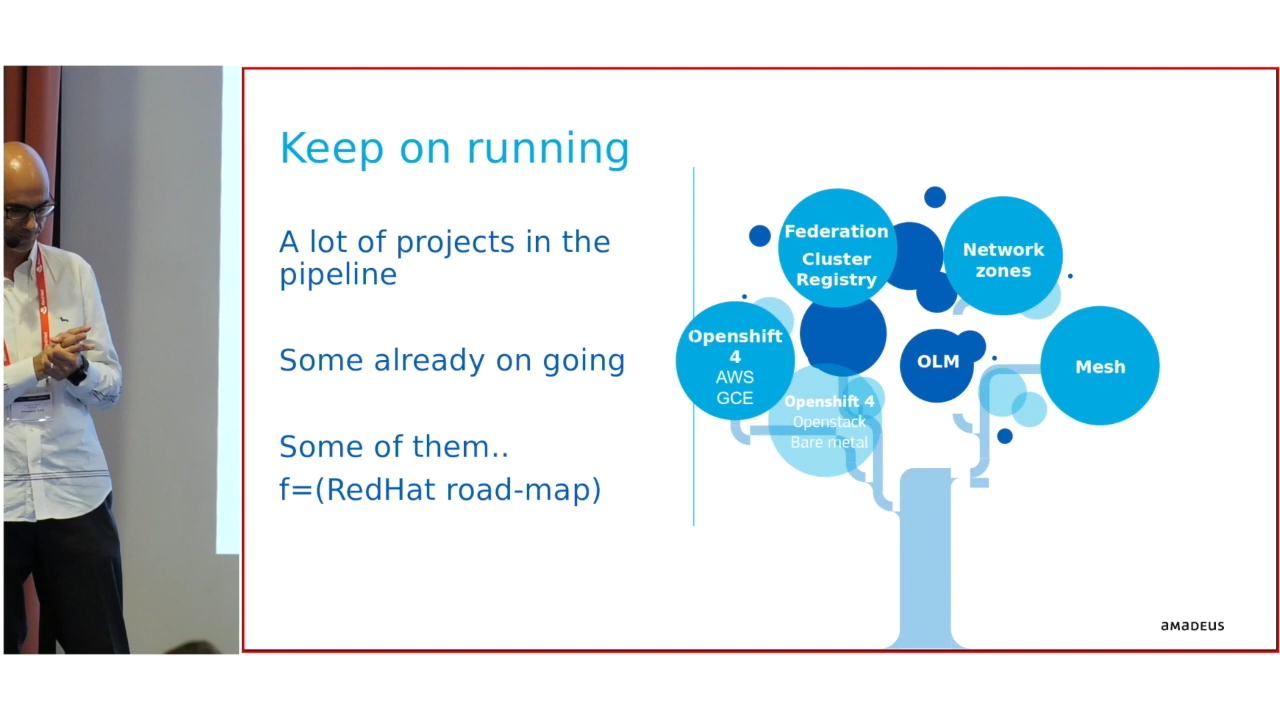 Keep on running
A lot of projects in the
pipeline
Some already on going
Some of them..
f=(RedHat road-map)
Federation
Cluster
Registry
Network
zones
Openshift
4
AWS
GCE
OLM
Mesh
Openshift 4
Openstack
Bare metal
amadeus